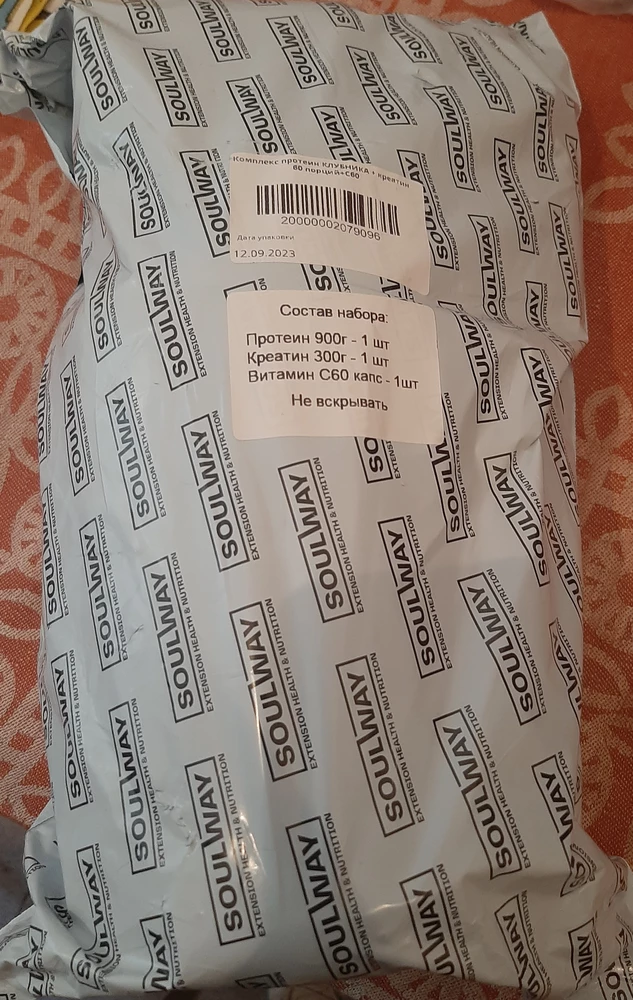 Комплекс протеин КЛУБНИКА + креатин
60 порций+С60
20000002079096
Дата упаковки
12.09.2023
Состав набора:
Протеин 900г - 1 шт
Креатин 300г - 1 шт
Витамин С60 капс - 1шт
Не вскрывать
SOULWAY
EXTENSION HEALTH & NUTRITION